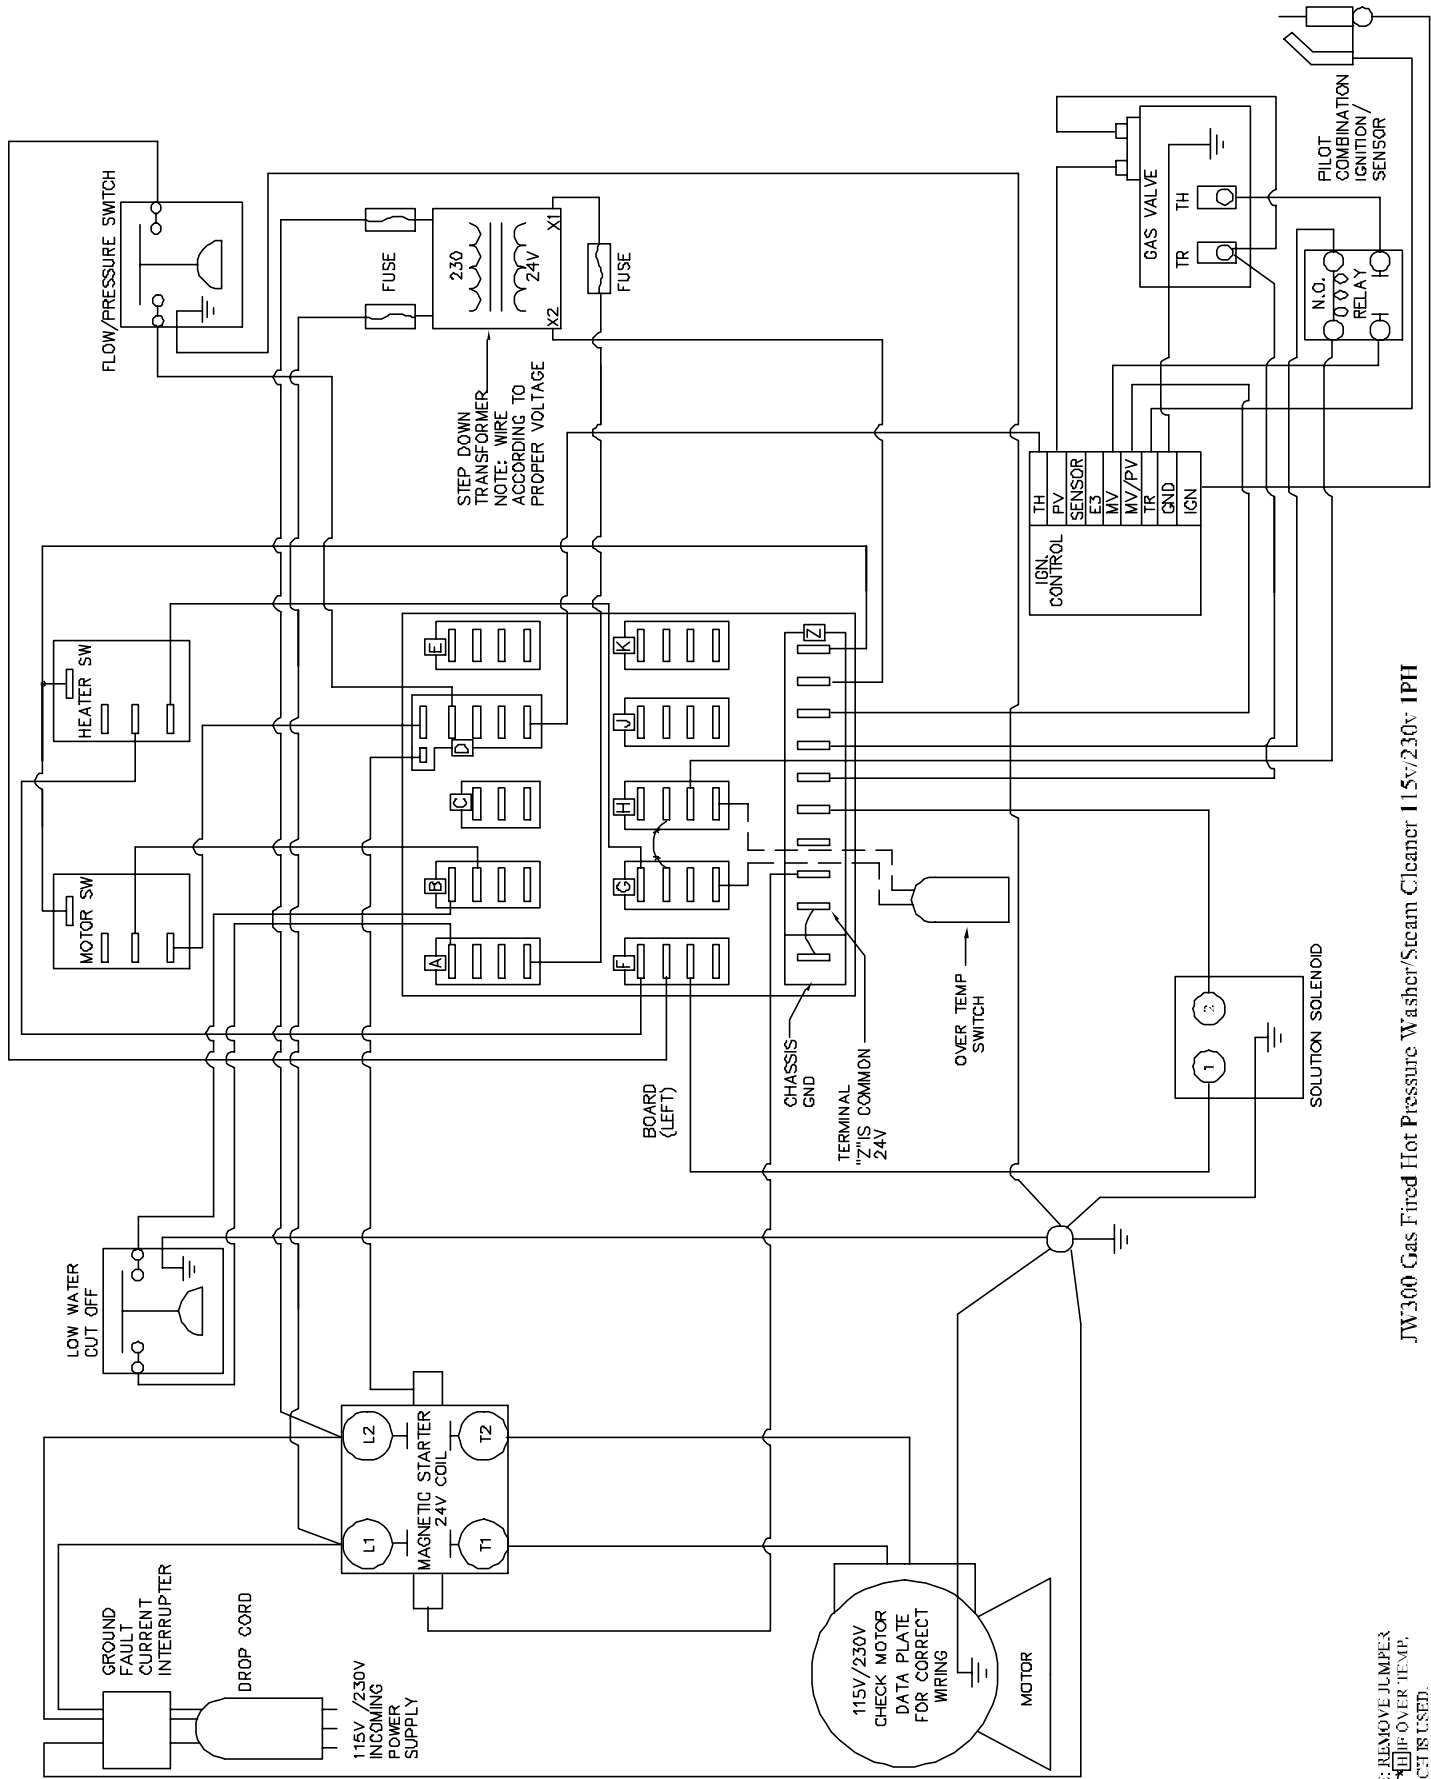 GROUND
FAULT
CURRENT
INTERRUPTER
DROP CORD
115V /230V
INCOMING
POWER
SUPPLY
LOW WATER
CUT OFF
MOTOR SW
HEATER SW
FLOW/PRESSURE SWITCH
L1
L2
MAGNETIC STARTER
24V COIL
T1
T2
FUSE
230
24V
X2
X1
FUSE
STEP DOWN
TRANSFORMER
NOTE: WIRE
ACCORDING TO
PROPER VOLTAGE
A
B
C
D
E
F
G
H
J
K
Z
BOARD
(LEFT)
CHASSIS
GND
TERMINAL
"Z"IS COMMON
24V
OVER TEMP
SWITCH
115V/230V
CHECK MOTOR
DATA PLATE
FOR CORRECT
WIRING
MOTOR
1
2
SOLUTION SOLENOID
IGN.
CONTROL
TH
PV
SENSOR
E3
MV
MV/PV
TR
GND
IGN
GAS VALVE
TR
TH
N.O.
RELAY
PILOT
COMBINATION
IGNITION/
SENSOR
JW300 Gas Fired Hot Pressure Washer/Steam Cleaner 115v/230v 1PH
: REMOVE JUMPER
H IF OVER TEMP.
CH IS USED.